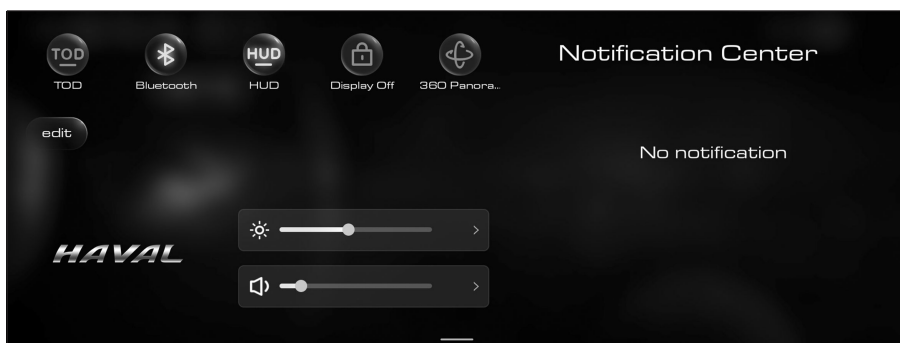 TOD
HUD
TOD
Bluetooth
HUD
Display Off
360 Panora...
Notification Center
edit
No notification
HAVAL